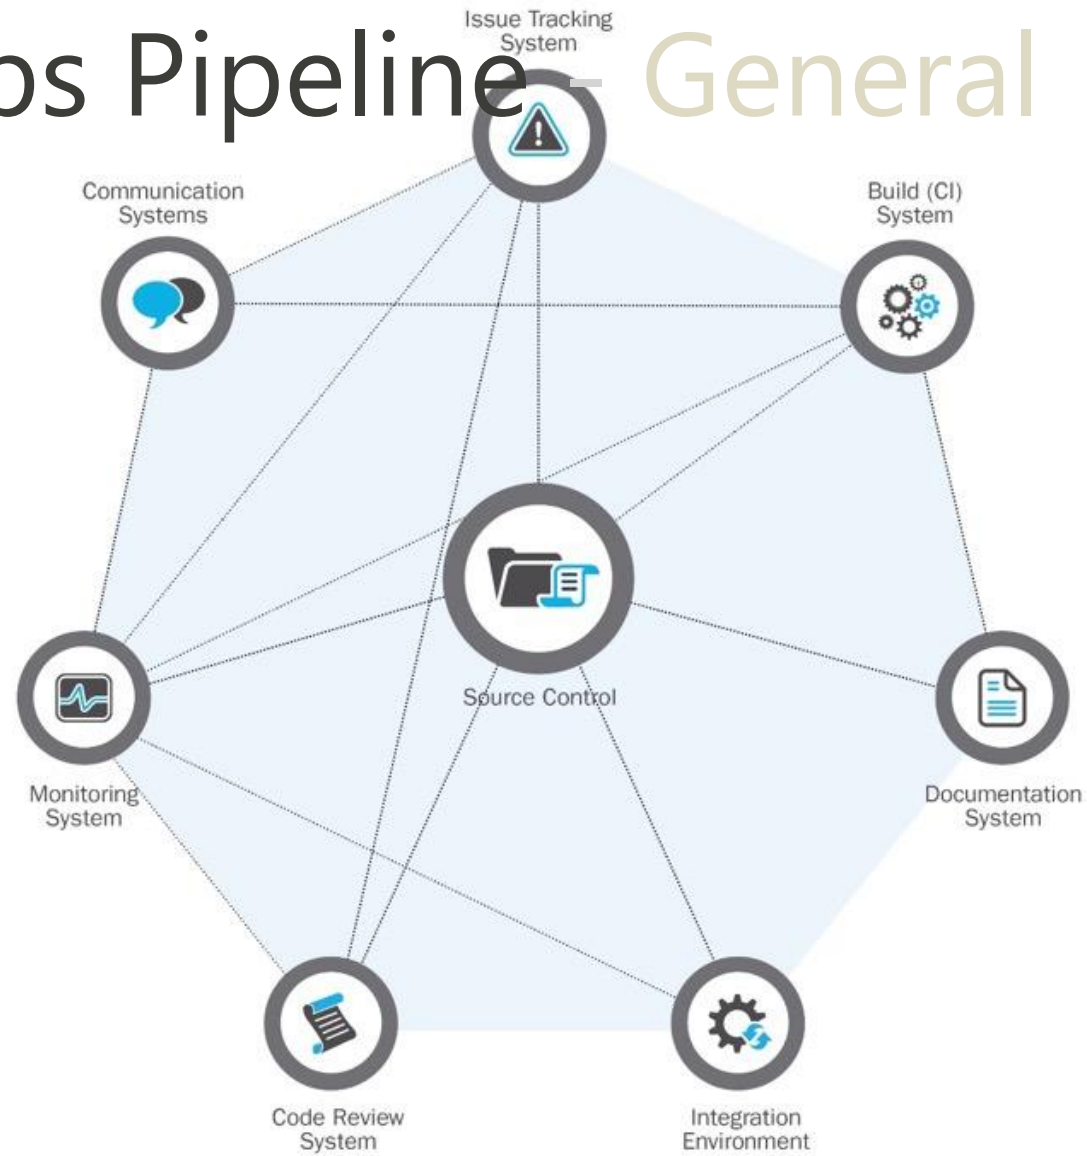 Issue Tracking
System
ps Pipeline - General
Communication
Systems
Build (CI)
System
Source Control
Monitoring
System
Documentation
System
Code Review
System
Integration
Environment